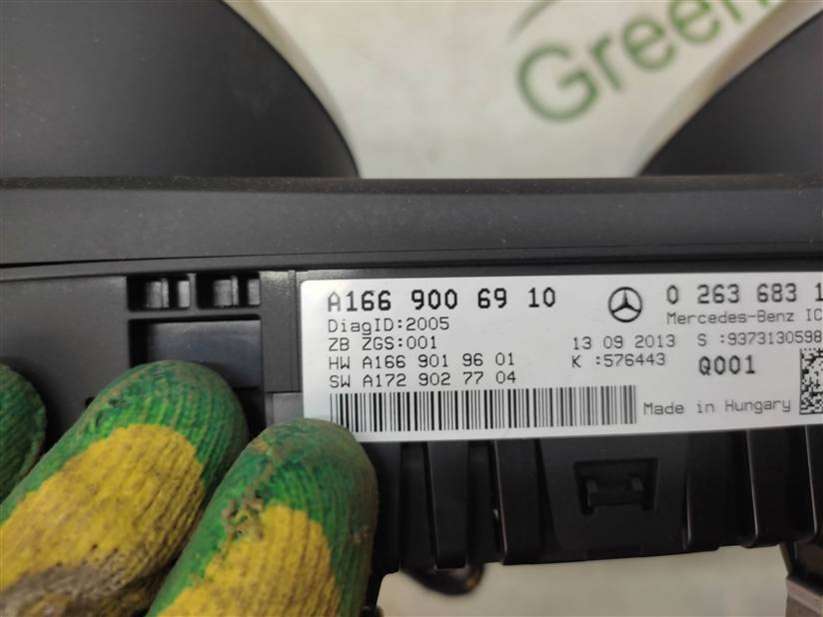 Green
A166 900 69 10
DiagID:2005
ZB ZGS:001
HW A166 901 96 01
SW A172 902 77 04
13 09 2013
K :576443
0 263 683 1
Mercedes-Benz IC
S :9373130598
Q001
Made in Hungary